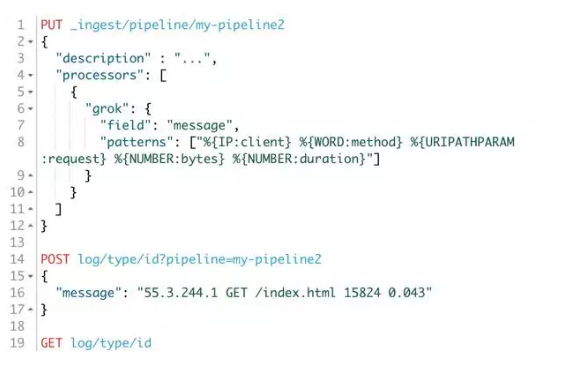 1 PUT _ingest/pipeline/my-pipeline2
2 {
3 "description" : "...",
4 "processors": [
5 {
6 "grok": {
7 "field": "message",
8 "patterns": ["%{IP:client} %{WORD:method} %{URIPATHPARAM
:request} %{NUMBER:bytes} %{NUMBER:duration}"]
9 }
10 }
11 ]
12 }
13
14 POST log/type/id?pipeline=my-pipeline2
15 {
16 "message": "55.3.244.1 GET /index.html 15824 0.043"
17 }
18
19 GET log/type/id